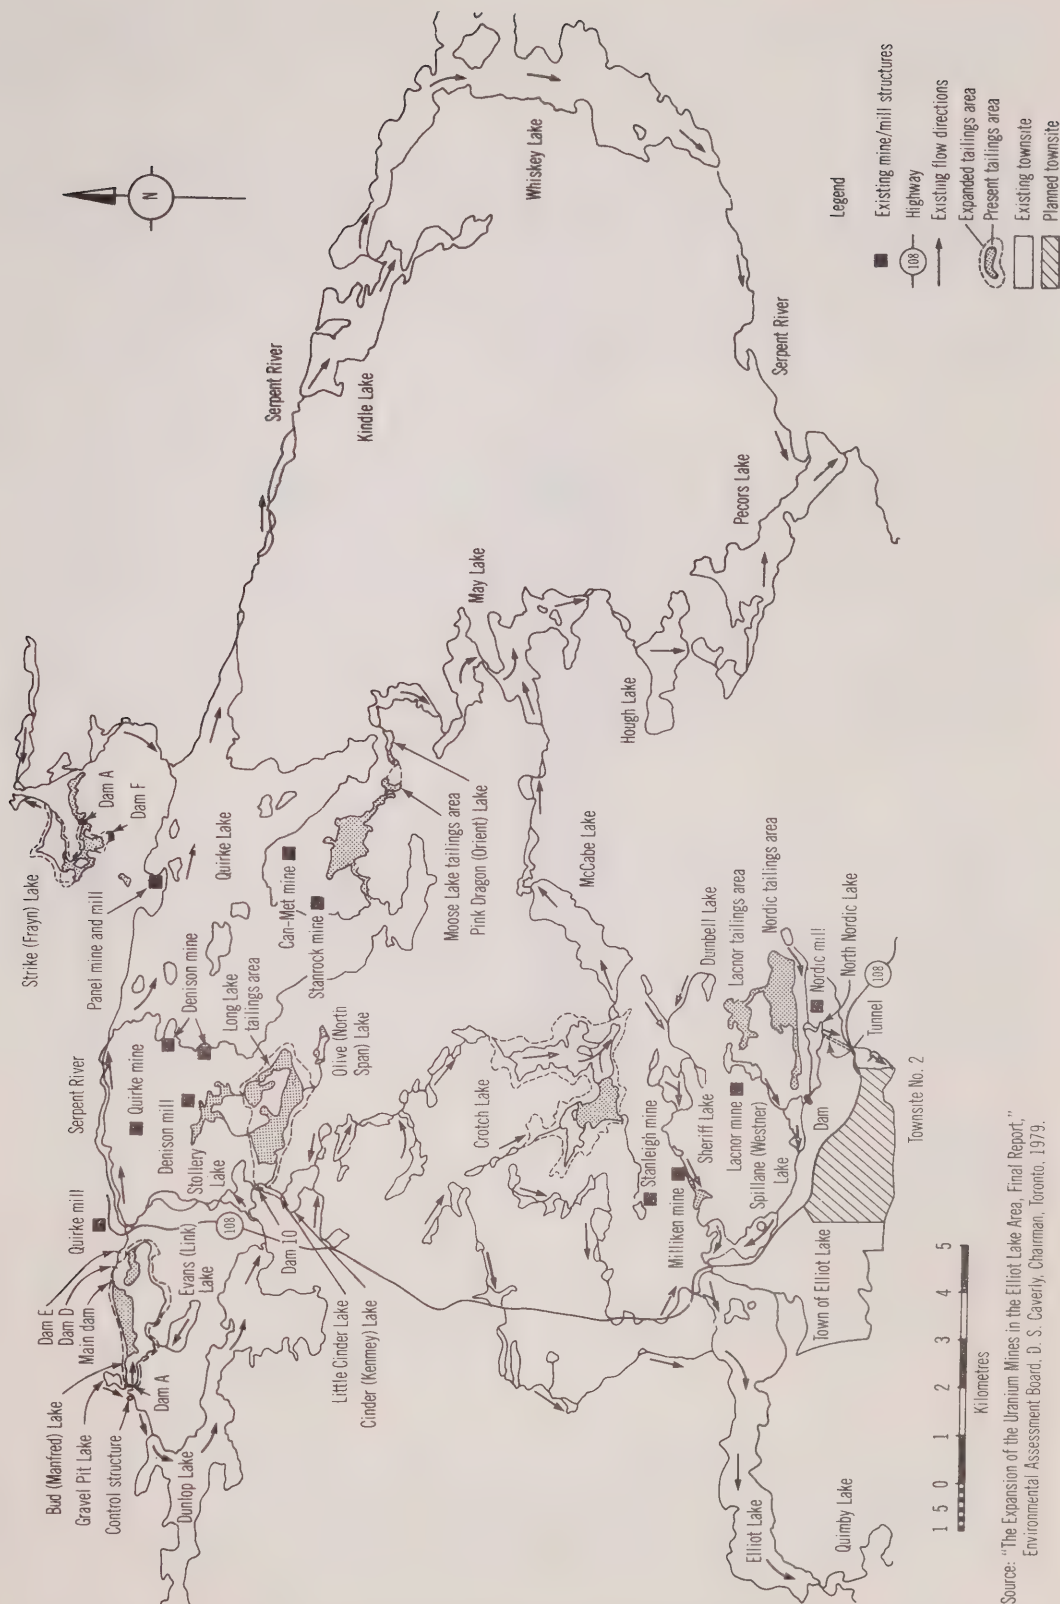 Strike (Frayn) Lake
Dam A
Dam F
Panel mine and mill
Quirke Lake
Serpent River
Kindle Lake
Whiskey Lake
N
Serpent River
Quirke mine
Denison mine
Denison mill
Stollery
Lake
Long Lake
tailings area
Olive (North
Span) Lake
Can-Met mine
Stanrock mine
Moose Lake tailings area
Pink Dragon (Orient) Lake
May Lake
Hough Lake
Pecors Lake
Serpent River
Quirke mill
Dam E
Dam D
Main dam
Bud (Manfred) Lake
Gravel Pit Lake
Control structure
Dam A
Dunlop Lake
Evans (Link)
Lake
108
Dam 10
Little Cinder Lake
Cinder (Kenmey) Lake
Crotch Lake
McCabe Lake
Dunbell Lake
Stanleigh mine
Milliken mine
Sheriff Lake
Lacnor mine
Lacnor tailings area
Nordic tailings area
Nordic mill
North Nordic Lake
108
Tunnel
Dam
Spillane (Westner)
Lake
Town of Elliot Lake
Townsite No. 2
Elliot Lake
Quimby Lake
Legend
Existing mine/mill structures
108
Highway
Existing flow directions
Expanded tailings area
Present tailings area
Existing townsite
Planned townsite
1 5 0 1 2 3 4 5
Kilometres
Source: "The Expansion of the Uranium Mines in the Elliot Lake Area, Final Report,"
Environmental Assessment Board, D. S. Caverly, Chairman, Toronto, 1979.